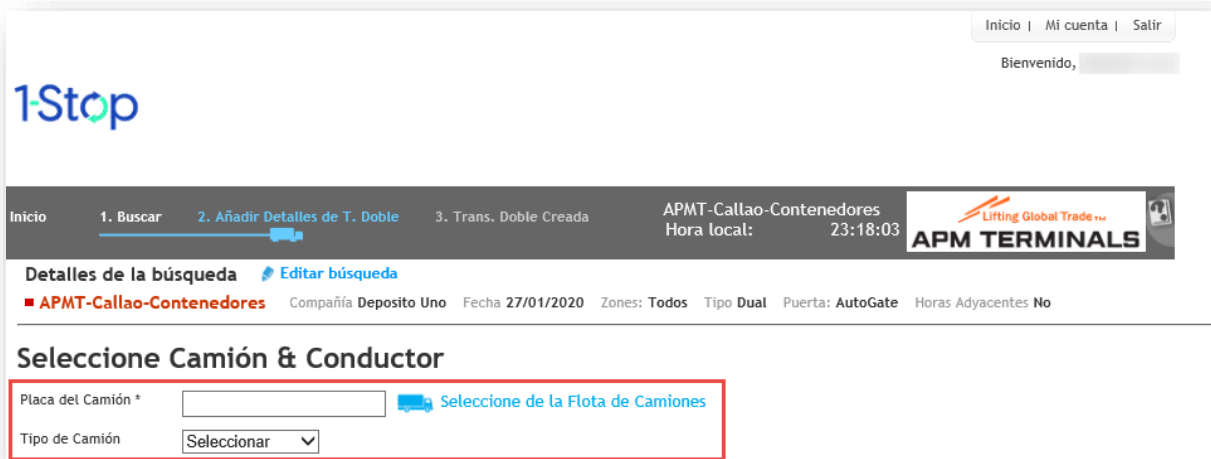 Inicio | Mi cuenta | Salir
Bienvenido,
1-Stop
Inicio 1. Buscar 2. Añadir Detalles de T. Doble 3. Trans. Doble Creada
APMT-Callao-Contenedores
Hora local: 23:18:03
Lifting Global Trade™
APM TERMINALS
Detalles de la búsqueda Editar búsqueda
APMT-Callao-Contenedores Compañía Deposito Uno Fecha 27/01/2020 Zones: Todos Tipo Dual Puerta: AutoGate Horas Adyacentes No
Seleccione Camión & Conductor
Placa del Camión * Seleccione de la Flota de Camiones
Tipo de Camión Seleccionar